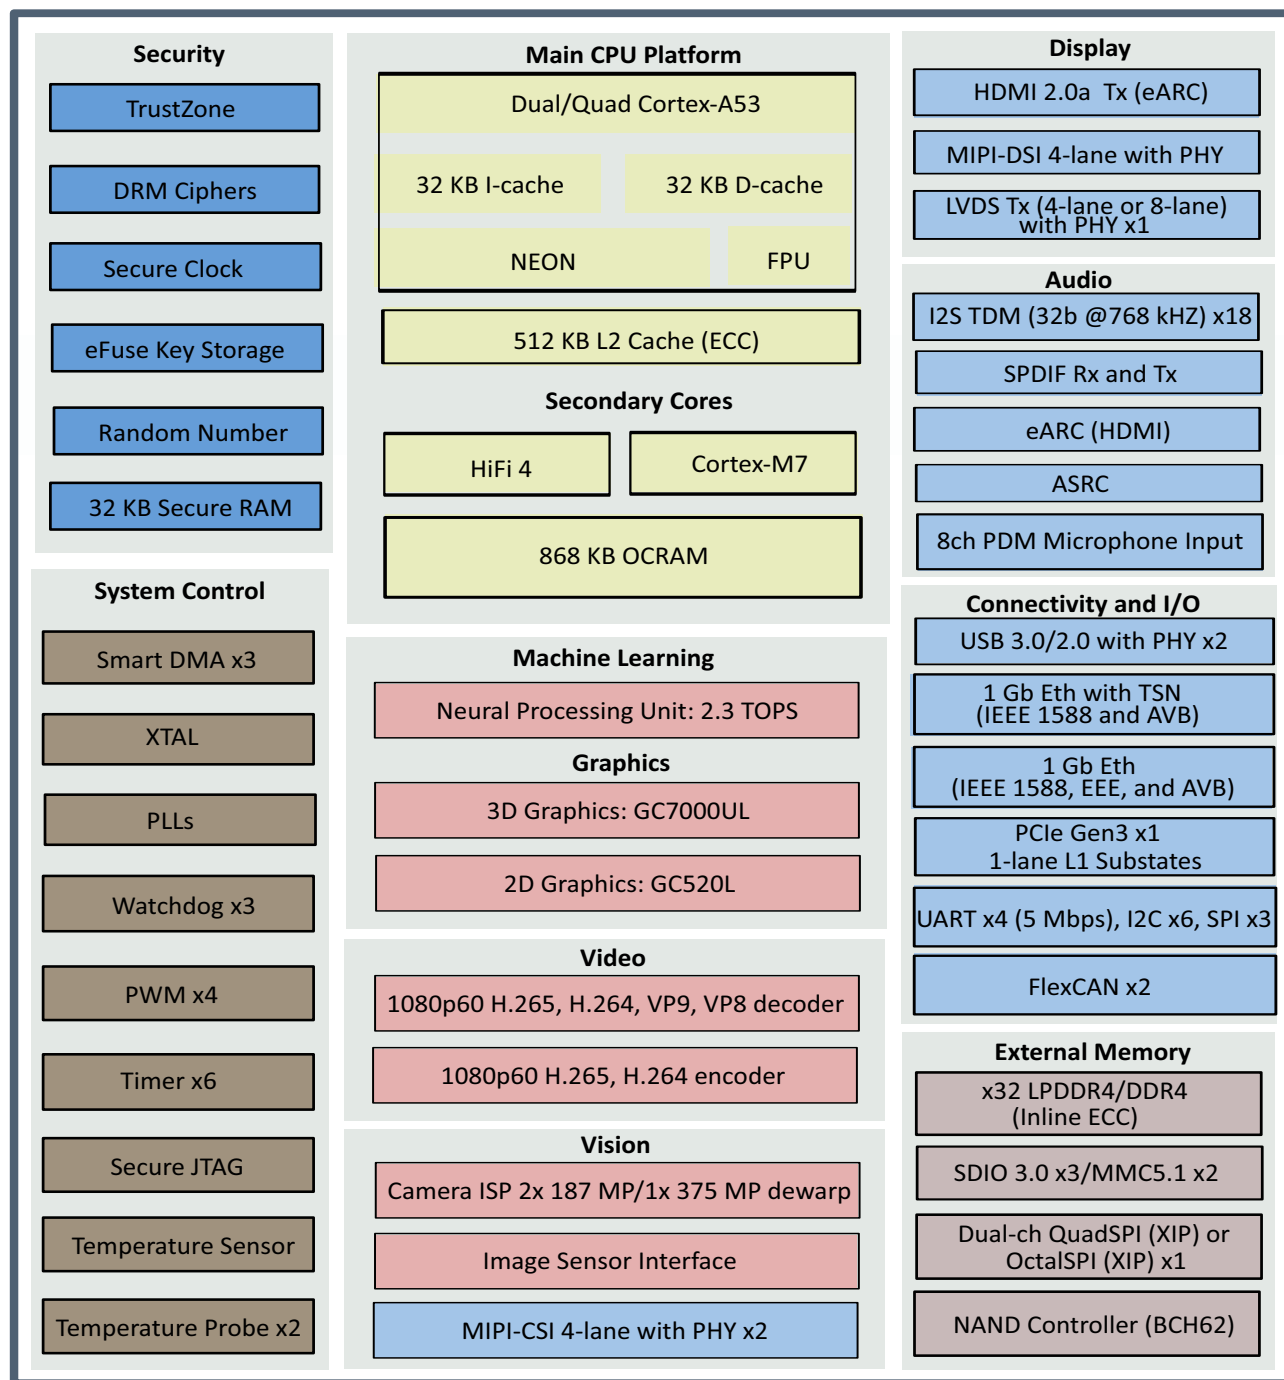 Security
TrustZone
DRM Ciphers
Secure Clock
eFuse Key Storage
Random Number
32 KB Secure RAM
System Control
Smart DMA x3
XTAL
PLLs
Watchdog x3
PWM x4
Timer x6
Secure JTAG
Temperature Sensor
Temperature Probe x2
Main CPU Platform
Dual/Quad Cortex-A53
32 KB I-cache
32 KB D-cache
NEON
FPU
512 KB L2 Cache (ECC)
Secondary Cores
HiFi 4
Cortex-M7
868 KB OCRAM
Machine Learning
Neural Processing Unit: 2.3 TOPS
Graphics
3D Graphics: GC7000UL
2D Graphics: GC520L
Video
1080p60 H.265, H.264, VP9, VP8 decoder
1080p60 H.265, H.264 encoder
Vision
Camera ISP 2x 187 MP/1x 375 MP dewarp
Image Sensor Interface
MIPI-CSI 4-lane with PHY x2
Display
HDMI 2.0a Tx (eARC)
MIPI-DSI 4-lane with PHY
LVDS Tx (4-lane or 8-lane)
with PHY x1
Audio
I2S TDM (32b @768 kHZ) x18
SPDIF Rx and Tx
eARC (HDMI)
ASRC
8ch PDM Microphone Input
Connectivity and I/O
USB 3.0/2.0 with PHY x2
1 Gb Eth with TSN
(IEEE 1588 and AVB)
1 Gb Eth
(IEEE 1588, EEE, and AVB)
PCIe Gen3 x1
1-lane L1 Substates
UART x4 (5 Mbps), I2C x6, SPI x3
FlexCAN x2
External Memory
x32 LPDDR4/DDR4
(Inline ECC)
SDIO 3.0 x3/MMC5.1 x2
Dual-ch QuadSPI (XIP) or
OctalSPI (XIP) x1
NAND Controller (BCH62)